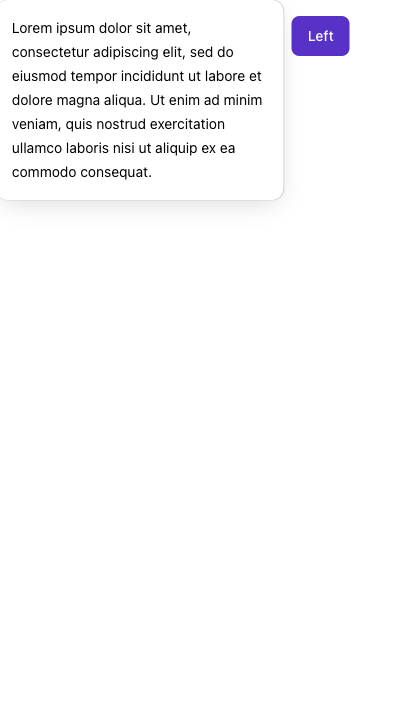 Lorem ipsum dolor sit amet,
consectetur adipiscing elit, sed do
eiusmod tempor incididunt ut labore et
dolore magna aliqua. Ut enim ad minim
veniam, quis nostrud exercitation
ullamco laboris nisi ut aliquip ex ea
commodo consequat.
Left